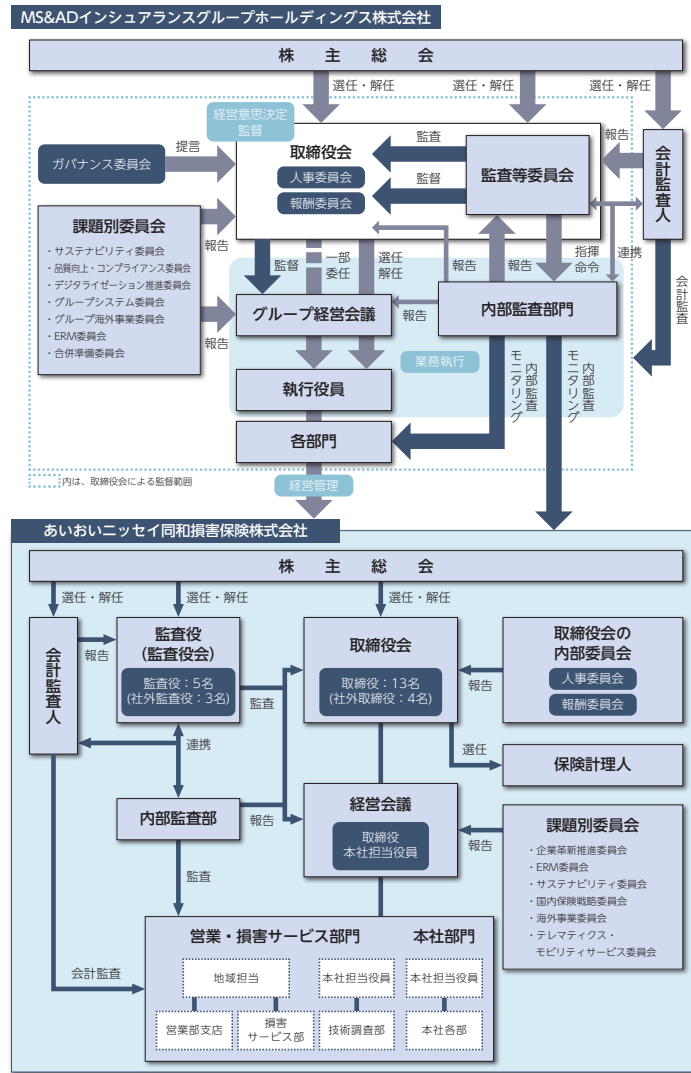 MS&ADインシュアランスグループホールディングス株式会社
株主総会
選任・解任
選任・解任
選任・解任
経営意思決定
監督
ガバナンス委員会
提言
取締役会
人事委員会
報酬委員会
監査
監督
監査等委員会
報告
会計監査人
課題別委員会
・サステナビリティ委員会
・品質向上・コンプライアンス委員会
・デジタライゼーション推進委員会
・グループシステム委員会
・グループ海外事業委員会
・ERM委員会
・合併準備委員会
報告
報告
監督
一部
委任
選任
解任
報告
報告
指揮
命令
連携
会計監査
グループ経営会議
報告
内部監査部門
業務執行
執行役員
内部監査
モニタリング
内部監査
モニタリング
各部門
内は、取締役会による監督範囲
経営管理
あいおいニッセイ同和損害保険株式会社
株主総会
選任・解任
選任・解任
選任・解任
会計監査人
報告
監査役
(監査役会)
監査役：5名
(社外監査役：3名)
監査
取締役会
取締役：13名
(社外取締役：4名)
報告
取締役会の
内部委員会
人事委員会
報酬委員会
連携
選任
保険計理人
内部監査部
報告
経営会議
取締役
本社担当役員
報告
課題別委員会
・企業革新推進委員会
・ERM委員会
・サステナビリティ委員会
・国内保険戦略委員会
・海外事業委員会
・テレマティクス・
モビリティサービス委員会
監査
会計監査
営業・損害サービス部門
本社部門
地域担当
本社担当役員
本社担当役員
営業部支店
損害
サービス部
技術調査部
本社各部